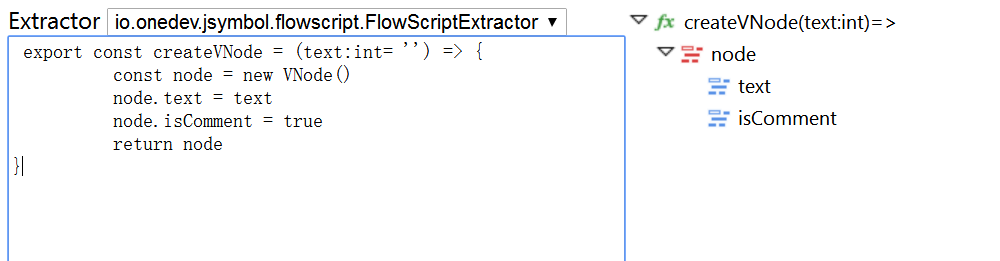 Extractor io.onedev.jsymbol.flowscript.FlowScriptExtractor
export const createVNode = (text:int= '') => {
const node = new VNode()
node.text = text
node.isComment = true
return node
}
fx createVNode(text:int)=>
node
text
isComment